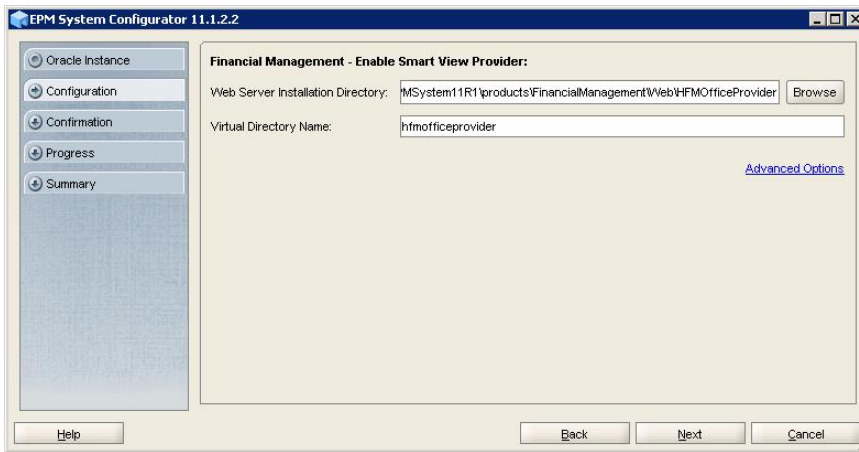 EPM System Configurator 11.1.2.2
Oracle Instance
Configuration
Confirmation
Progress
Summary
Financial Management - Enable Smart View Provider:
Web Server Installation Directory: MSystem11R1\products\FinancialManagement\Web\HFMOfficeProvider Browse
Virtual Directory Name: hfmofficeprovider
Advanced Options
Help Back Next Cancel